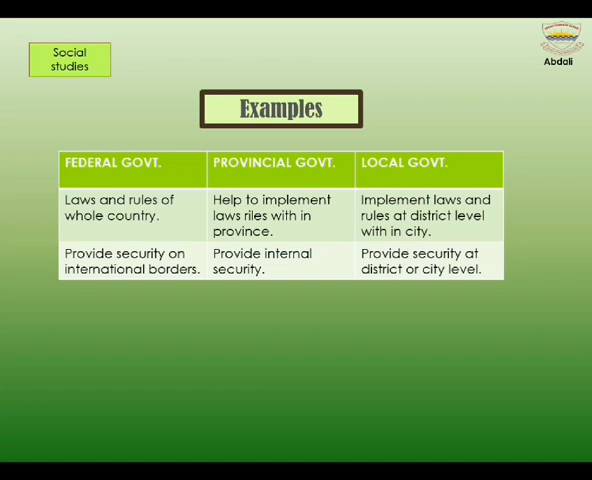 Social
studies
Abdali
Examples
FEDERAL GOVT.
PROVINCIAL GOVT.
LOCAL GOVT.
Laws and rules of
whole country.
Help to implement
laws riles with in
province.
Implement laws and
rules at district level
with in city.
Provide security on
international borders.
Provide internal
security.
Provide security at
district or city level.